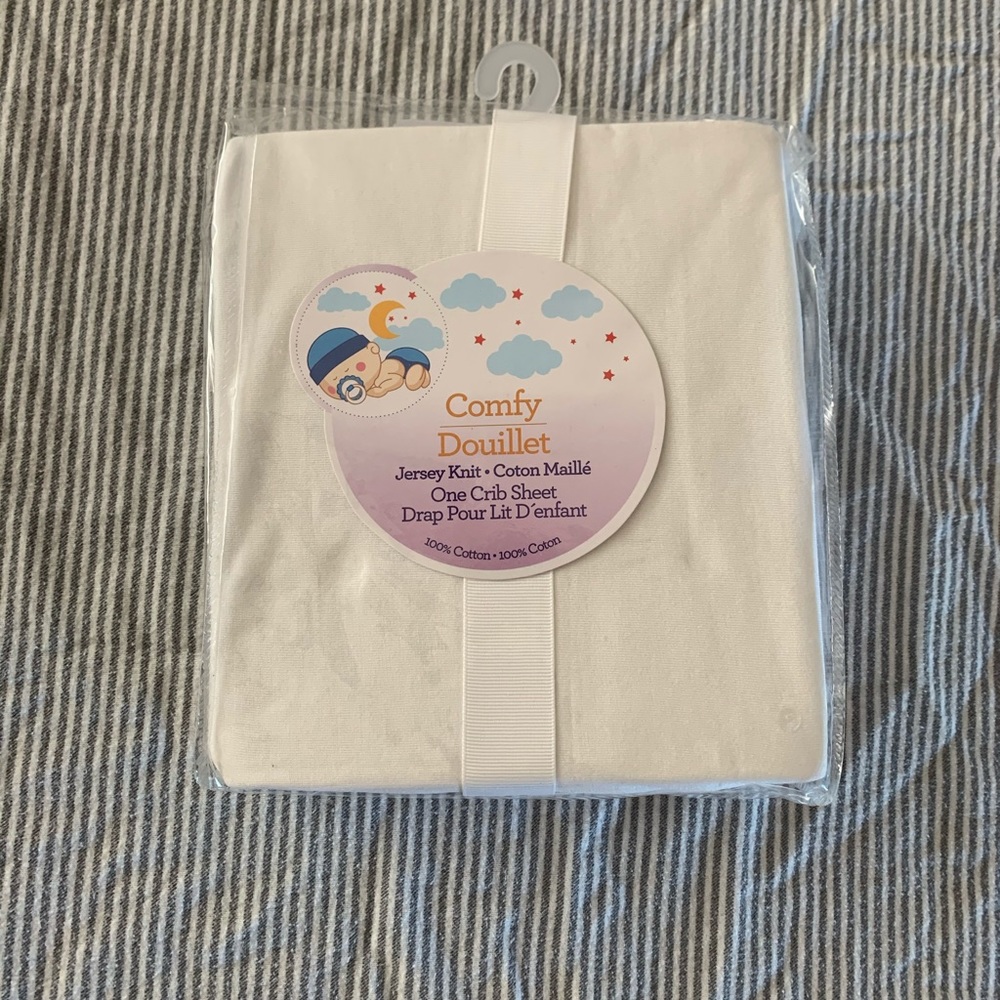 Comfy
Douillet
Jersey Knit • Coton Maillé
One Crib Sheet
Drap Pour Lit D´enfant
100% Cotton • 100% Coton